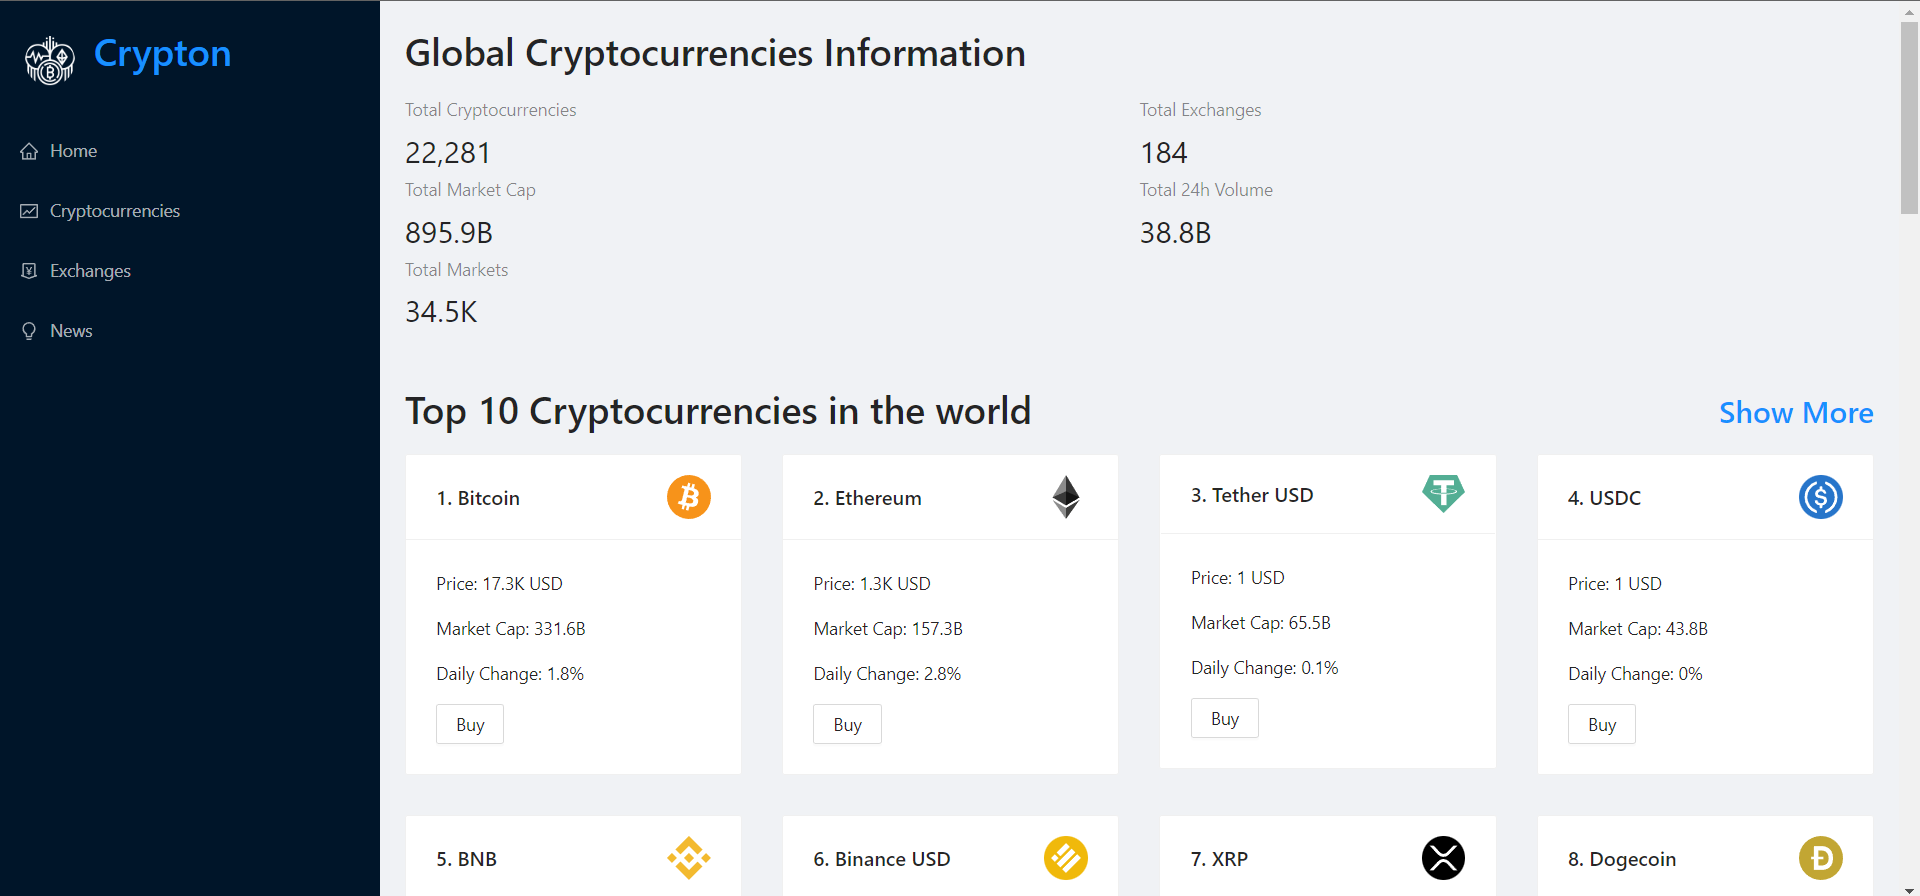 Crypton
Home
Cryptocurrencies
Exchanges
News
Global Cryptocurrencies Information
Total Cryptocurrencies
22,281
Total Exchanges
184
Total Market Cap
895.9B
Total 24h Volume
38.8B
Total Markets
34.5K
Top 10 Cryptocurrencies in the world
Show More
1. Bitcoin
Price: 17.3K USD
Market Cap: 331.6B
Daily Change: 1.8%
Buy
2. Ethereum
Price: 1.3K USD
Market Cap: 157.3B
Daily Change: 2.8%
Buy
3. Tether USD
Price: 1 USD
Market Cap: 65.5B
Daily Change: 0.1%
Buy
4. USDC
Price: 1 USD
Market Cap: 43.8B
Daily Change: 0%
Buy
5. BNB
6. Binance USD
7. XRP
8. Dogecoin